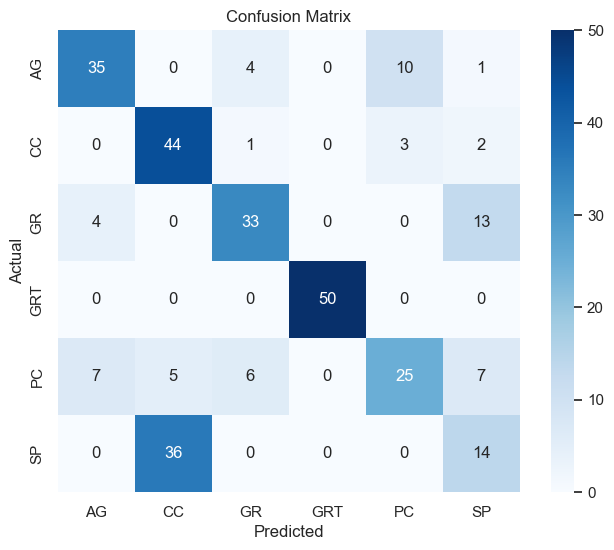 Confusion Matrix
Actual
AG 35 0 4 0 10 1
CC 0 44 1 0 3 2
GR 4 0 33 0 0 13
GRT 0 0 0 50 0 0
PC 7 5 6 0 25 7
SP 0 36 0 0 0 14
AG CC GR GRT PC SP
Predicted
50
40
30
20
10
0